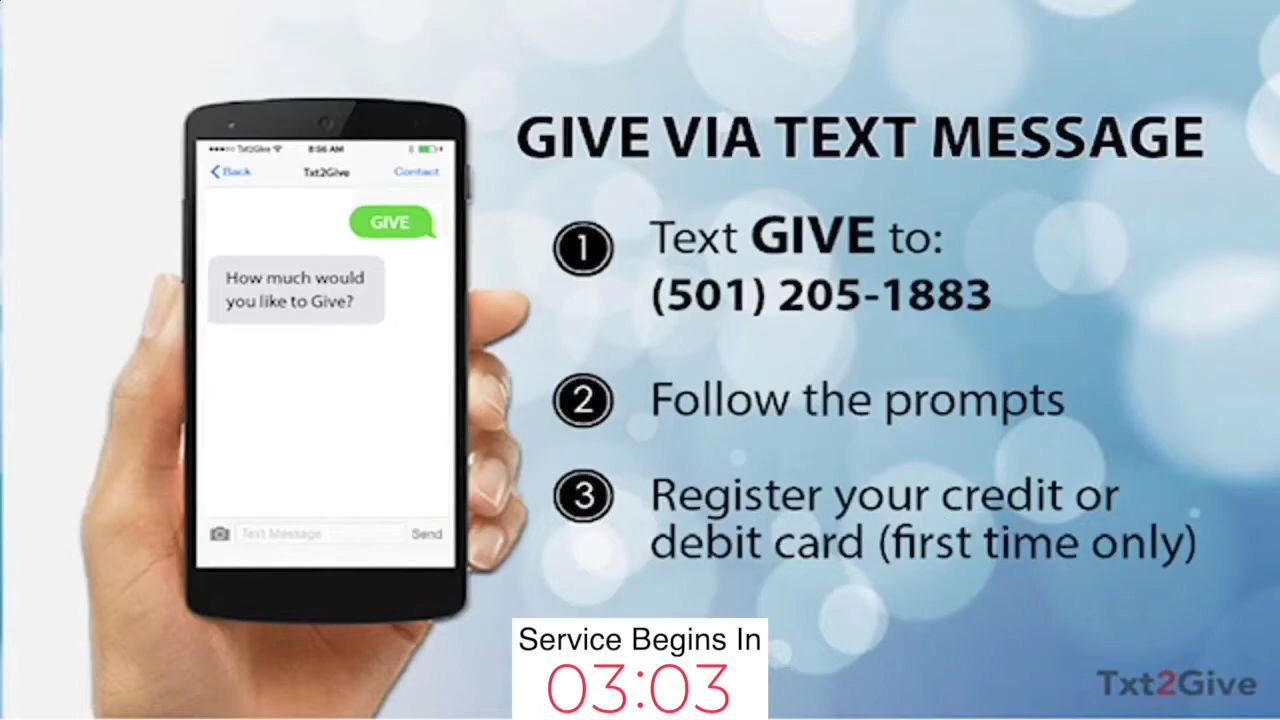 GIVE VIA TEXT MESSAGE
1 Text GIVE to:
(501) 205-1883
2 Follow the prompts
3 Register your credit or
debit card (first time only)
Txt2Give 8:56 AM
Back Txt2Give Contact
GIVE
How much would
you like to Give?
Text Message Send
Service Begins In
03:03
Txt2Give